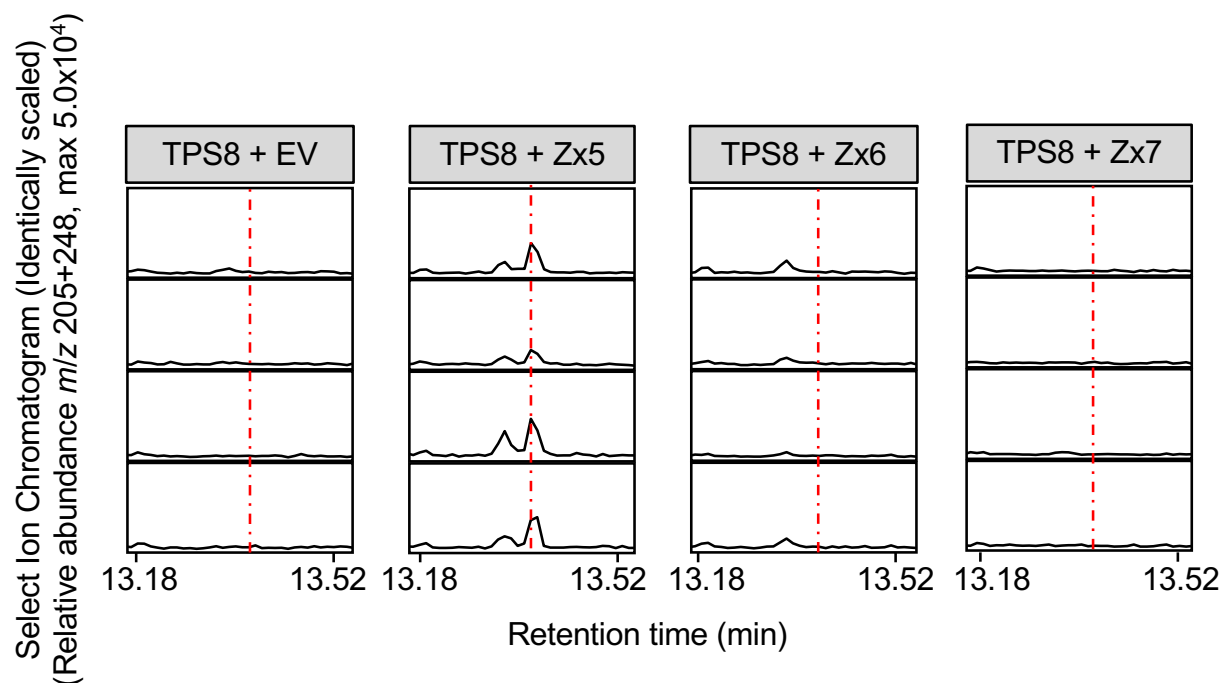 Select Ion Chromatogram (Identically scaled)
(Relative abundance m/z 205+248, max 5.0x10⁴)
TPS8 + EV
TPS8 + Zx5
TPS8 + Zx6
TPS8 + Zx7
13.18 13.52 13.18 13.52 13.18 13.52 13.18 13.52
Retention time (min)